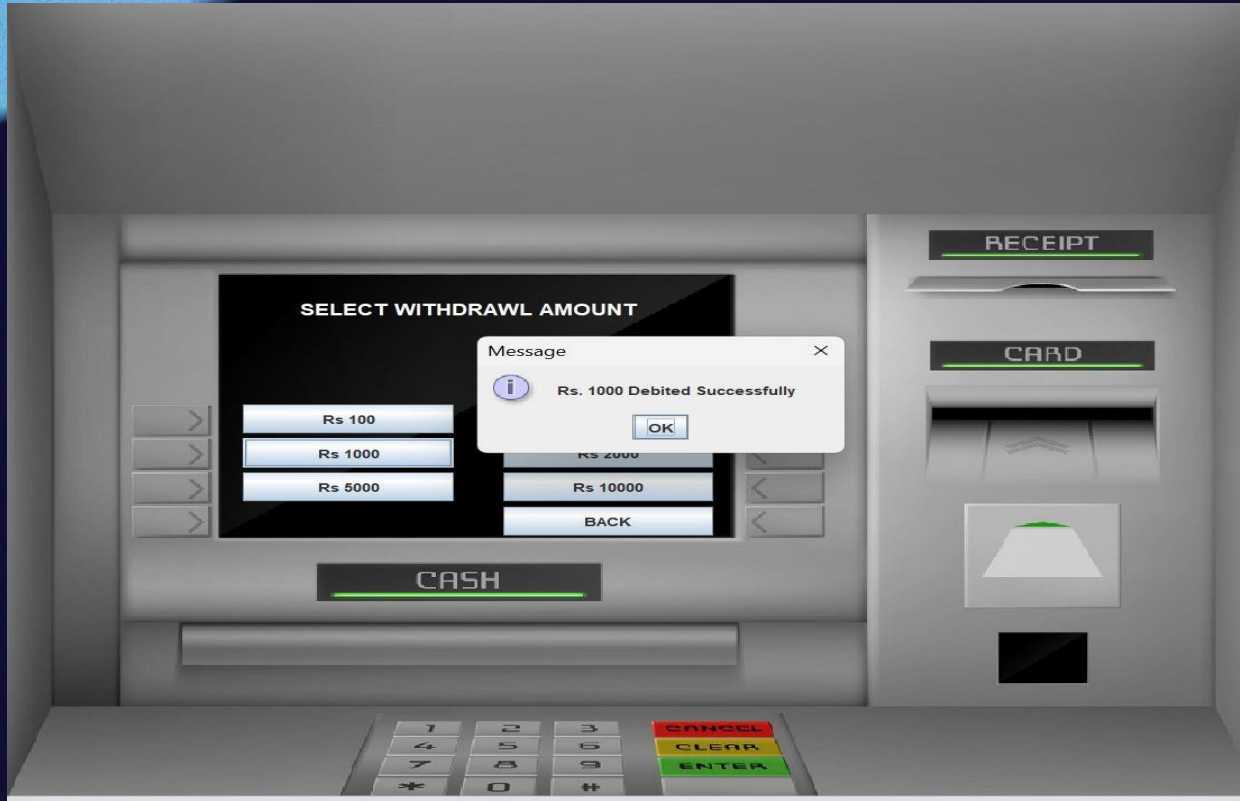 RECEIPT
SELECT WITHDRAWL AMOUNT
Message
CARD
Rs. 1000 Debited Successfully
OK
Rs 100
Rs 1000
Rs 2000
Rs 5000
Rs 10000
BACK
CASH
1 2 3 CANCEL
4 5 6 CLEAR
7 8 9 ENTER
* 0 #